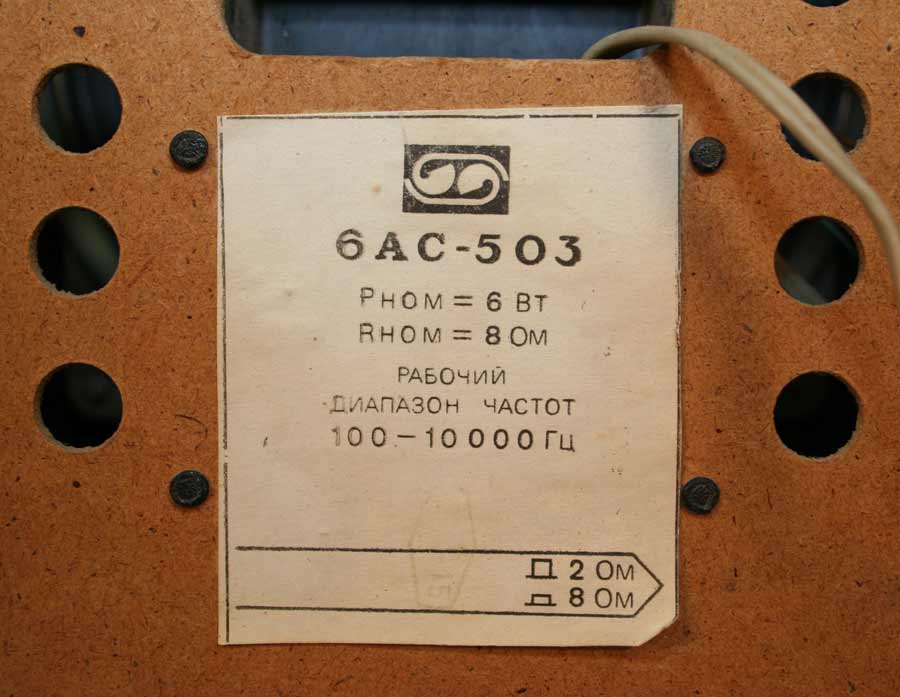 6АС-503
Рном = 6 Вт
Rном = 8 Ом
РАБОЧИЙ
ДИАПАЗОН ЧАСТОТ
100 – 10 000 Гц
2 Ом
8 Ом